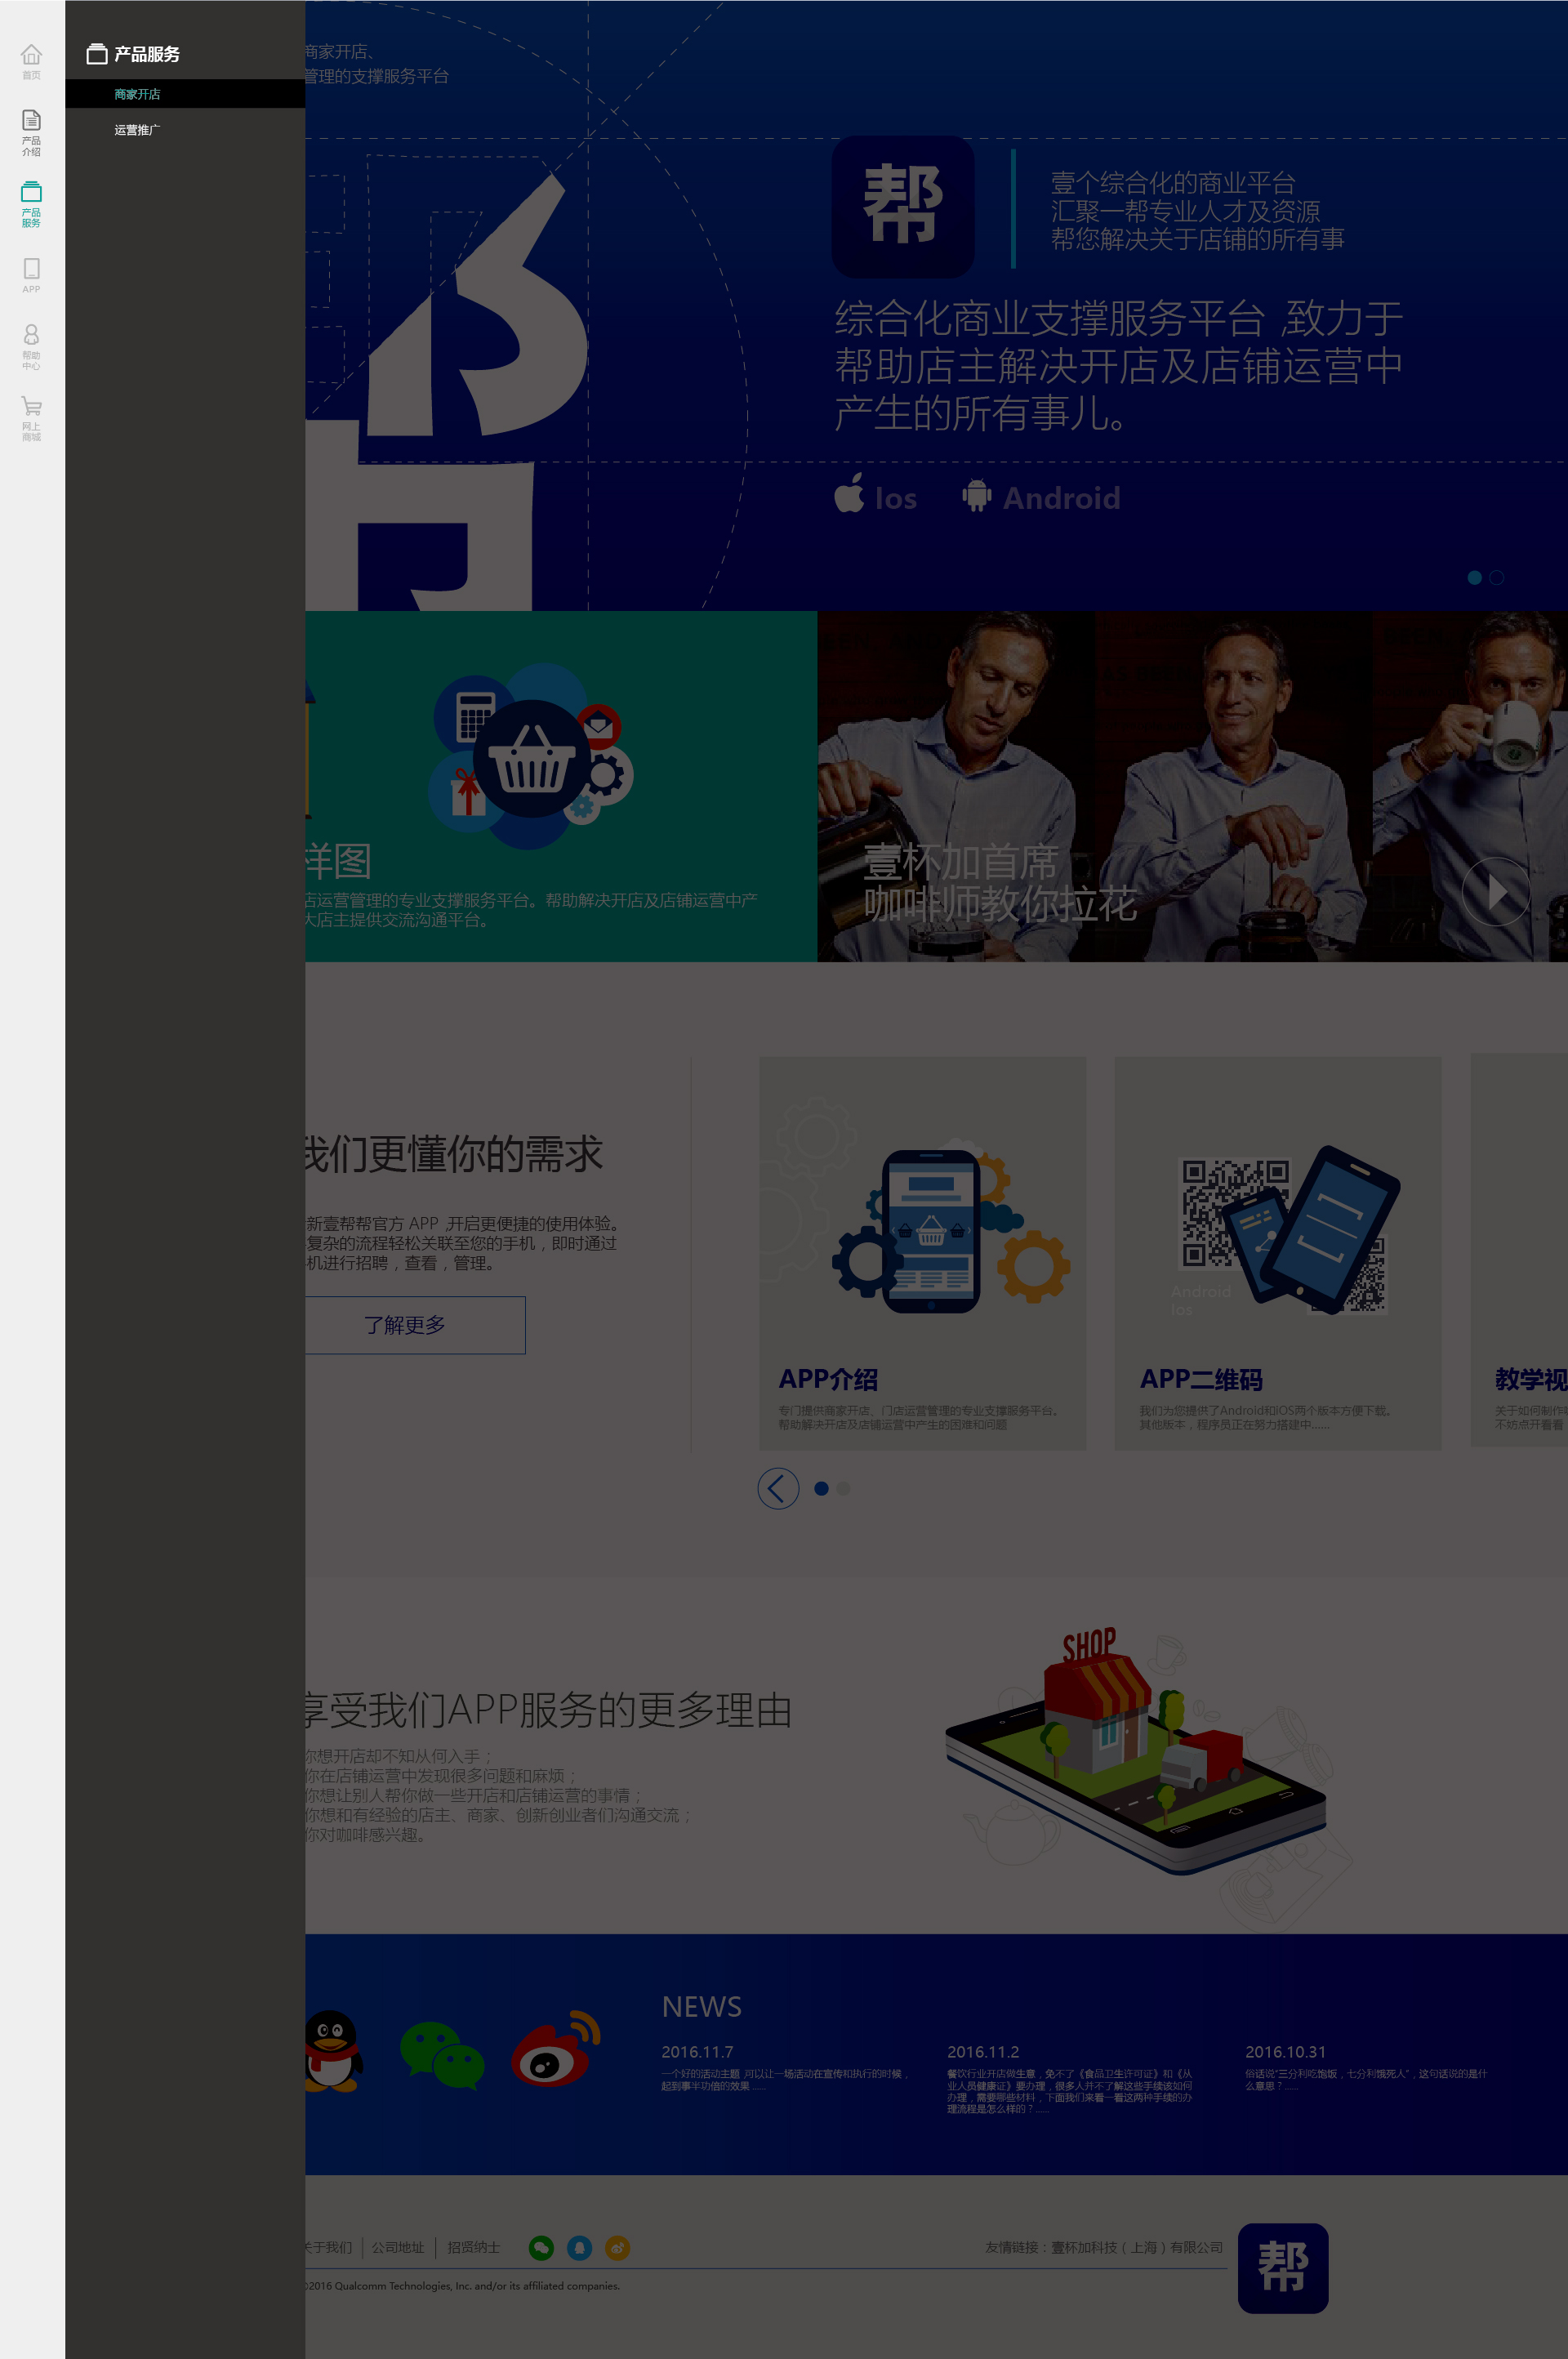 首页
产品
介绍
产品
服务
APP
帮助
中心
网上
商城
产品服务
商家开店
运营推广
商家开店、
管理的支撑服务平台
帮
壹个综合化的商业平台
汇聚一帮专业人才及资源
帮您解决关于店铺的所有事
综合化商业支撑服务平台，致力于
帮助店主解决开店及店铺运营中
产生的所有事儿。
Ios
Android
样图
店运营管理的专业支撑服务平台。帮助解决开店及店铺运营中产
大店主提供交流沟通平台。
壹杯加首席
咖啡师教你拉花
我们更懂你的需求
新壹帮帮官方 APP，开启更便捷的使用体验。
复杂的流程轻松关联至您的手机，即时通过
机进行招聘，查看，管理。
了解更多
APP介绍
专门提供商家开店、门店运营管理的专业支撑服务平台。
帮助解决开店及店铺运营中产生的困难和问题
Android
Ios
APP二维码
我们为您提供了Android和iOS两个版本方便下载。
其他版本，程序员正在努力搭建中......
教学视
关于如何制作
不妨点开看看
SHOP
享受我们APP服务的更多理由
你想开店却不知从何入手；
你在店铺运营中发现很多问题和麻烦；
你想让别人帮你做一些开店和店铺运营的事情；
你想和有经验的店主、商家、创新创业者们沟通交流；
你对咖啡感兴趣。
NEWS
2016.11.7
一个好的活动主题，可以让一场活动在宣传和执行的时候，
起到事半功倍的效果......
2016.11.2
餐饮行业开店做生意，免不了《食品卫生许可证》和《从
业人员健康证》要办理，很多人并不了解这些手续该如何
办理，需要哪些材料，下面我们来看一看这两种手续的办
理流程是怎么样的？......
2016.10.31
俗话说“三分利吃饱饭，七分利饿死人”，这句话说的是什
么意思？......
关于我们
公司地址
招贤纳士
友情链接：壹杯加科技（上海）有限公司
©2016 Qualcomm Technologies, Inc. and/or its affiliated companies.
帮